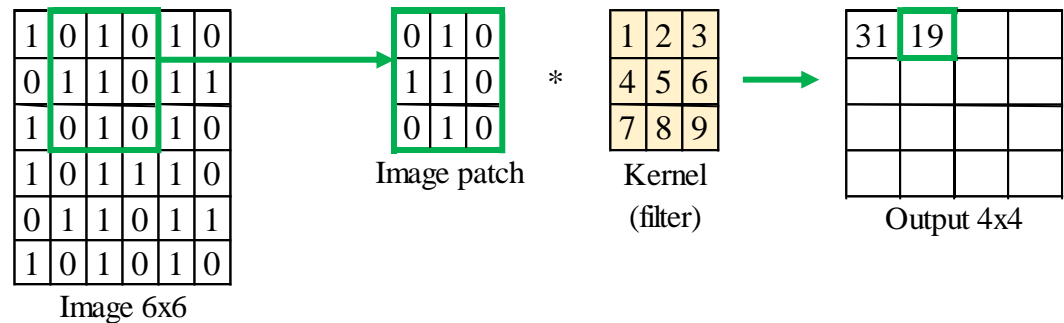 1 0 1 0 1 0
0 1 1 0 1 1
1 0 1 0 1 0
1 0 1 1 1 0
0 1 1 0 1 1
1 0 1 0 1 0
Image 6x6
0 1 0
1 1 0
0 1 0
Image patch
*
1 2 3
4 5 6
7 8 9
Kernel
(filter)
31 19
Output 4x4